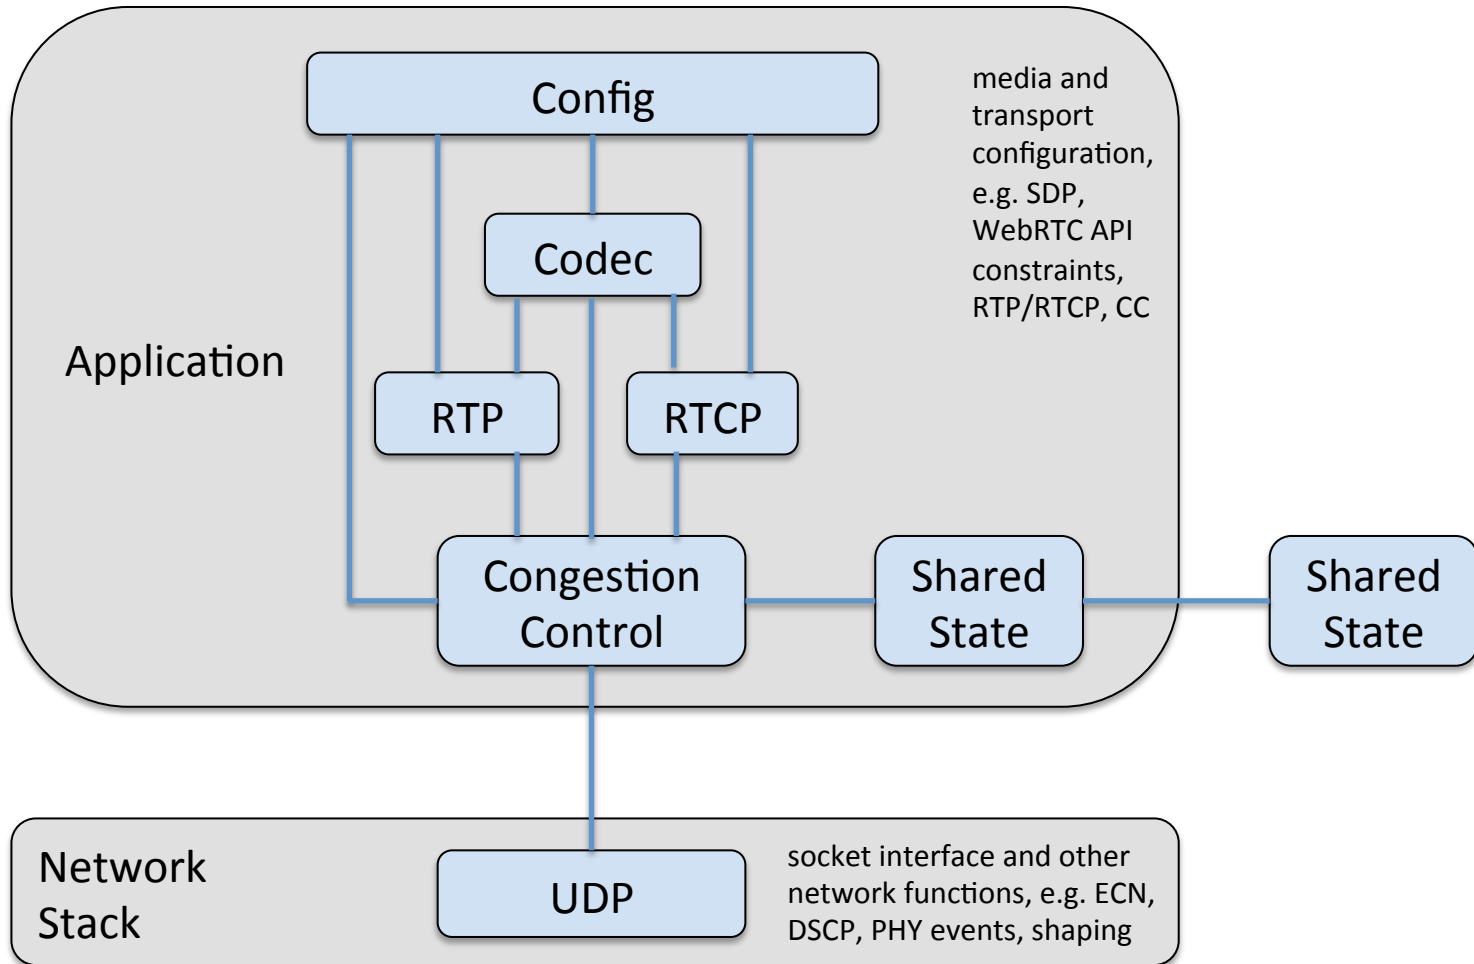 Config
media and
transport
configuration,
e.g. SDP,
WebRTC API
constraints,
RTP/RTCP, CC
Codec
Application
RTP
RTCP
Congestion
Control
Shared
State
Shared
State
Network
Stack
UDP
socket interface and other
network functions, e.g. ECN,
DSCP, PHY events, shaping